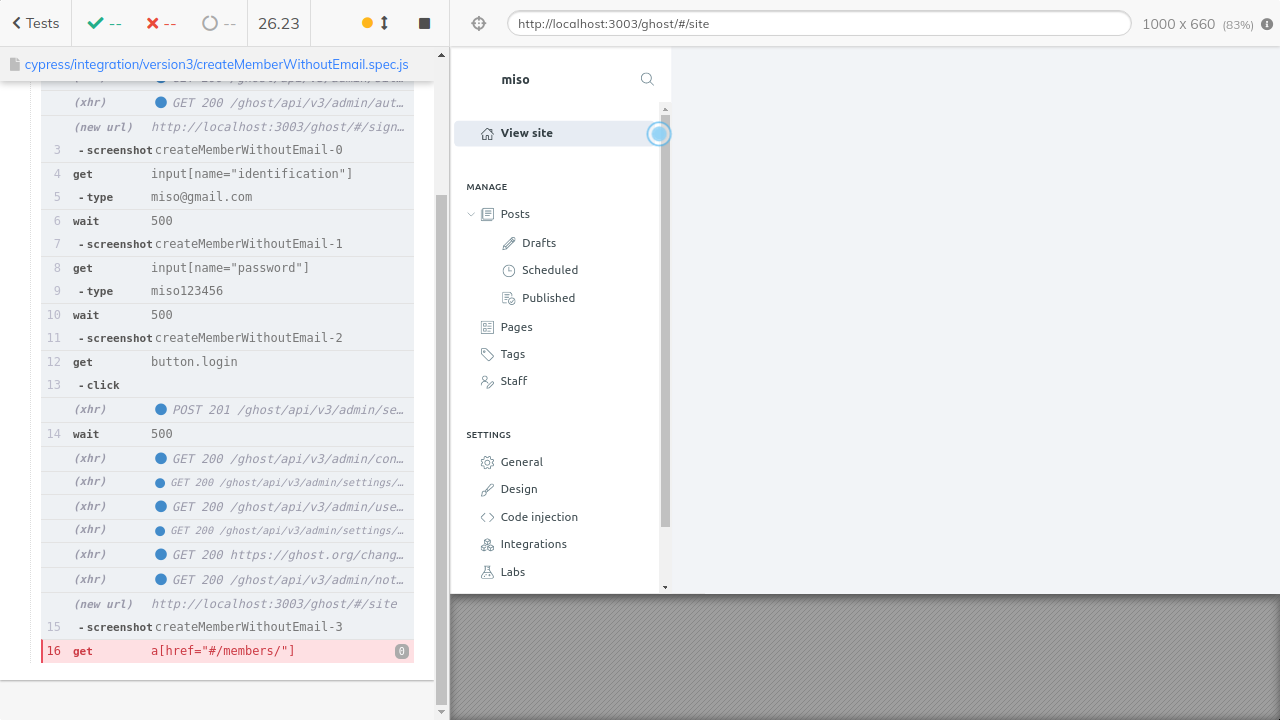 Tests
--
--
--
26.23
http://localhost:3003/ghost/#/site
1000 x 660 (83%)
cypress/integration/version3/createMemberWithoutEmail.spec.js
(xhr) GET 200 /ghost/api/v3/admin/aut…
(new url) http://localhost:3003/ghost/#/sign…
3 -screenshot createMemberWithoutEmail-0
4 get input[name="identification"]
5 -type miso@gmail.com
6 wait 500
7 -screenshot createMemberWithoutEmail-1
8 get input[name="password"]
9 -type miso123456
10 wait 500
11 -screenshot createMemberWithoutEmail-2
12 get button.login
13 -click
(xhr) POST 201 /ghost/api/v3/admin/se…
14 wait 500
(xhr) GET 200 /ghost/api/v3/admin/con…
(xhr) GET 200 /ghost/api/v3/admin/settings/…
(xhr) GET 200 /ghost/api/v3/admin/use…
(xhr) GET 200 /ghost/api/v3/admin/settings/…
(xhr) GET 200 https://ghost.org/chang…
(xhr) GET 200 /ghost/api/v3/admin/not…
(new url) http://localhost:3003/ghost/#/site
15 -screenshot createMemberWithoutEmail-3
16 get a[href="#/members/"] 0
miso
View site
MANAGE
Posts
Drafts
Scheduled
Published
Pages
Tags
Staff
SETTINGS
General
Design
Code injection
Integrations
Labs